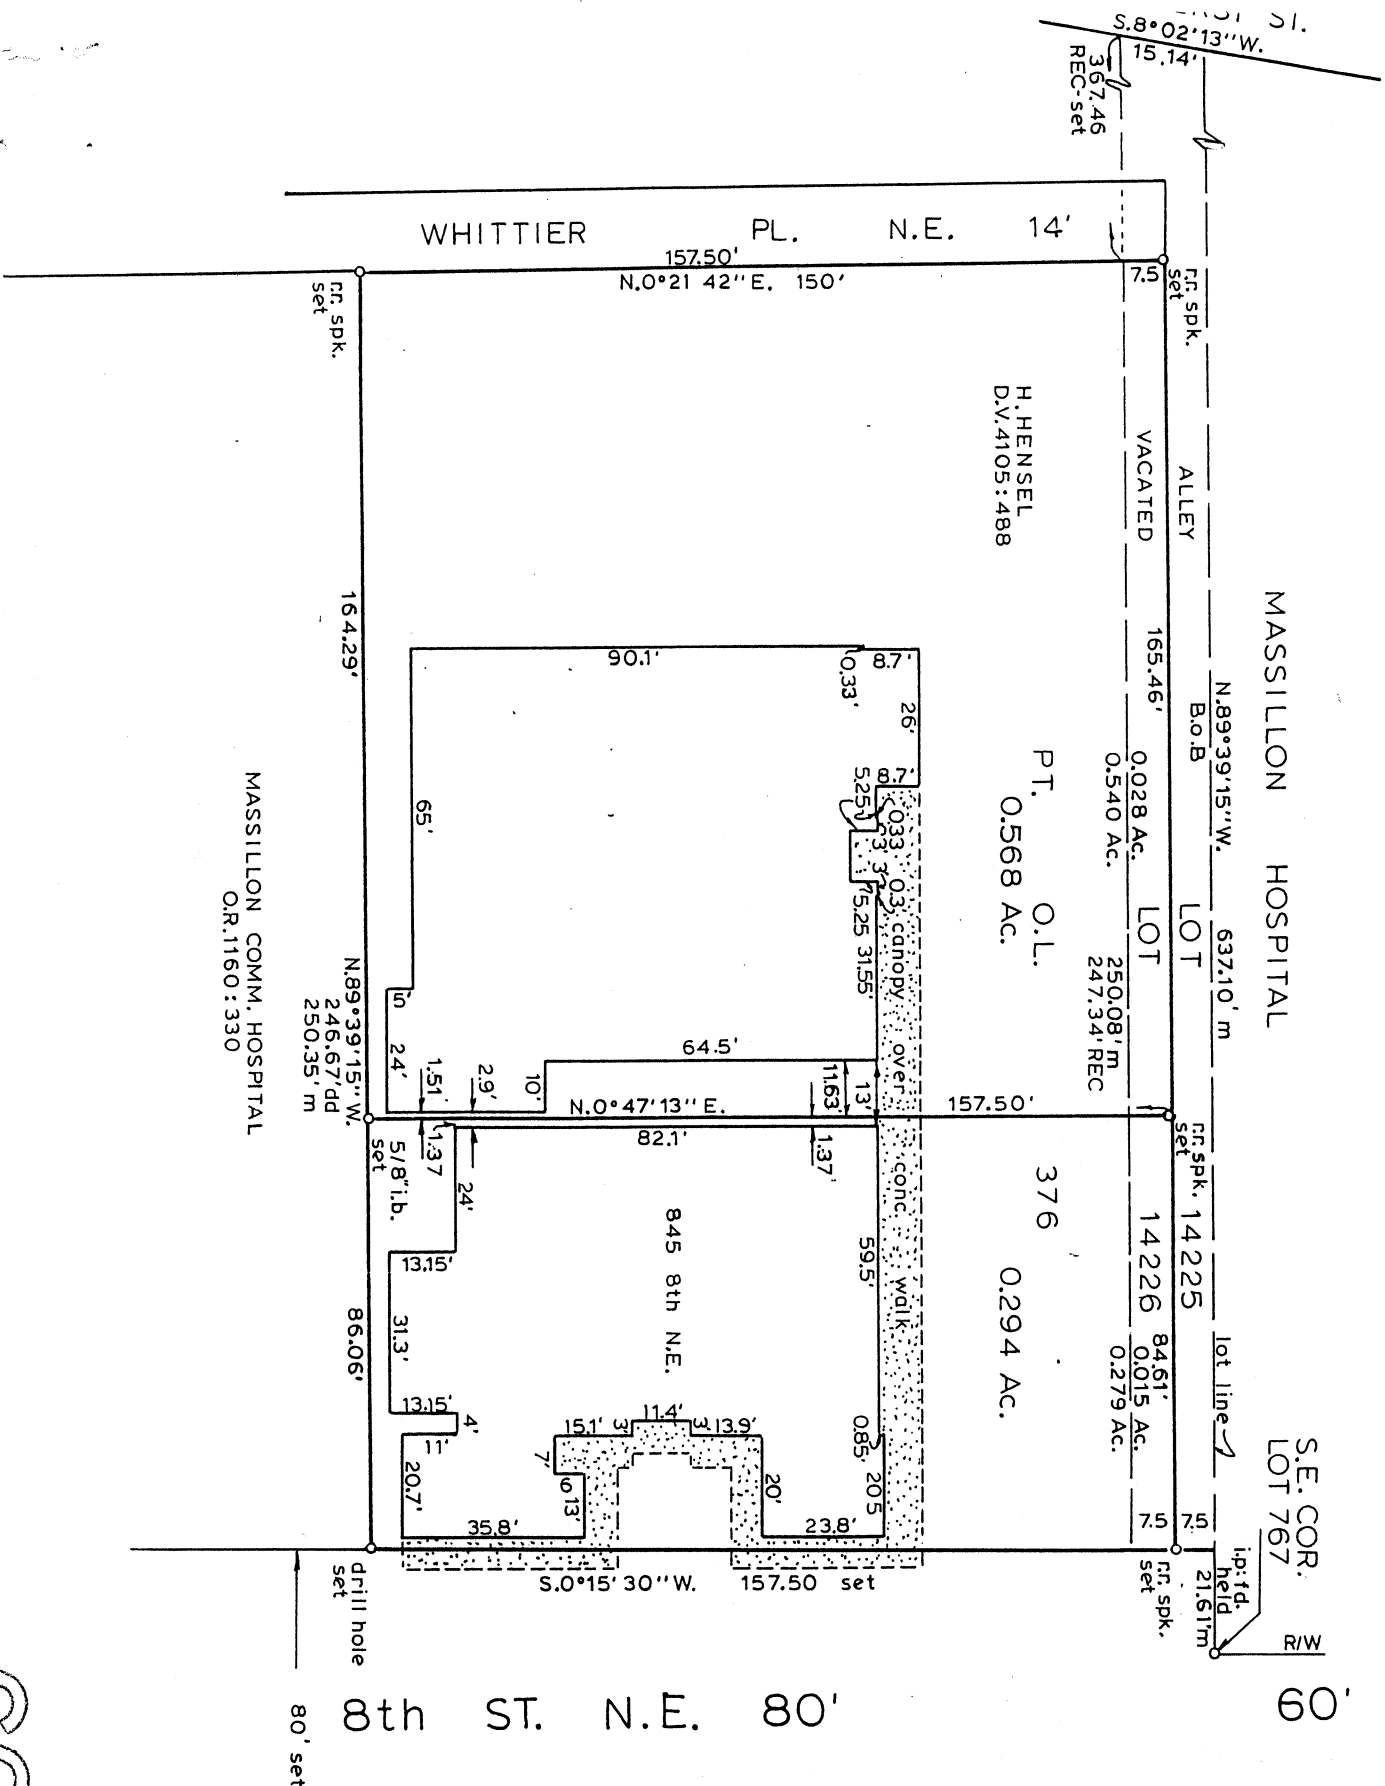 ST.
S.8°02'13"W.
15.14'
367.46
REC-set
WHITTIER PL. N.E. 14'
157.50'
N.0°21 42"E. 150'
7.5
r.r. spk.
set
r.r. spk.
set
H. HENSEL
D.V. 4105:488
VACATED
ALLEY
MASSILLON HOSPITAL
N.89°39'15"W. 637.10' m
B.o.B
165.46'
0.028 Ac.
0.540 Ac.
LOT
LOT
250.08' m
247.34' REC
PT. O.L.
0.568 Ac.
164.29'
90.1'
0.33'
8.7'
26'
8.7'
5.25'
0.33
3'
3'
0.3
5.25
31.55'
canopy over conc. walk
65'
5'
24'
64.5'
10'
2.9'
1.51'
11.63'
13'
N.0°47'13" E.
157.50'
82.1'
1.37
1.37'
MASSILLON COMM. HOSPITAL
O.R.1160:330
N.89°39'15" W.
246.67'dd
250.35' m
5/8"i.b.
set
r.r. spk.
set
14225
14226
376
0.294 Ac.
84.61'
0.015 Ac.
0.279 Ac.
lot line
24'
13.15'
31.3'
13.15'
4'
11'
20.7'
86.06'
845 8th N.E.
59.5'
0.85'
20.5
15.1'
3'
11.4'
3'
13.9'
7'
6
13'
20'
35.8'
23.8'
7.5
7.5
S.E. COR.
LOT 767
i.p. fd.
held
21.61'm
R/W
r.r. spk.
set
drill hole
set
S.0°15'30"W. 157.50 set
8th ST. N.E. 80'
60'
80' set